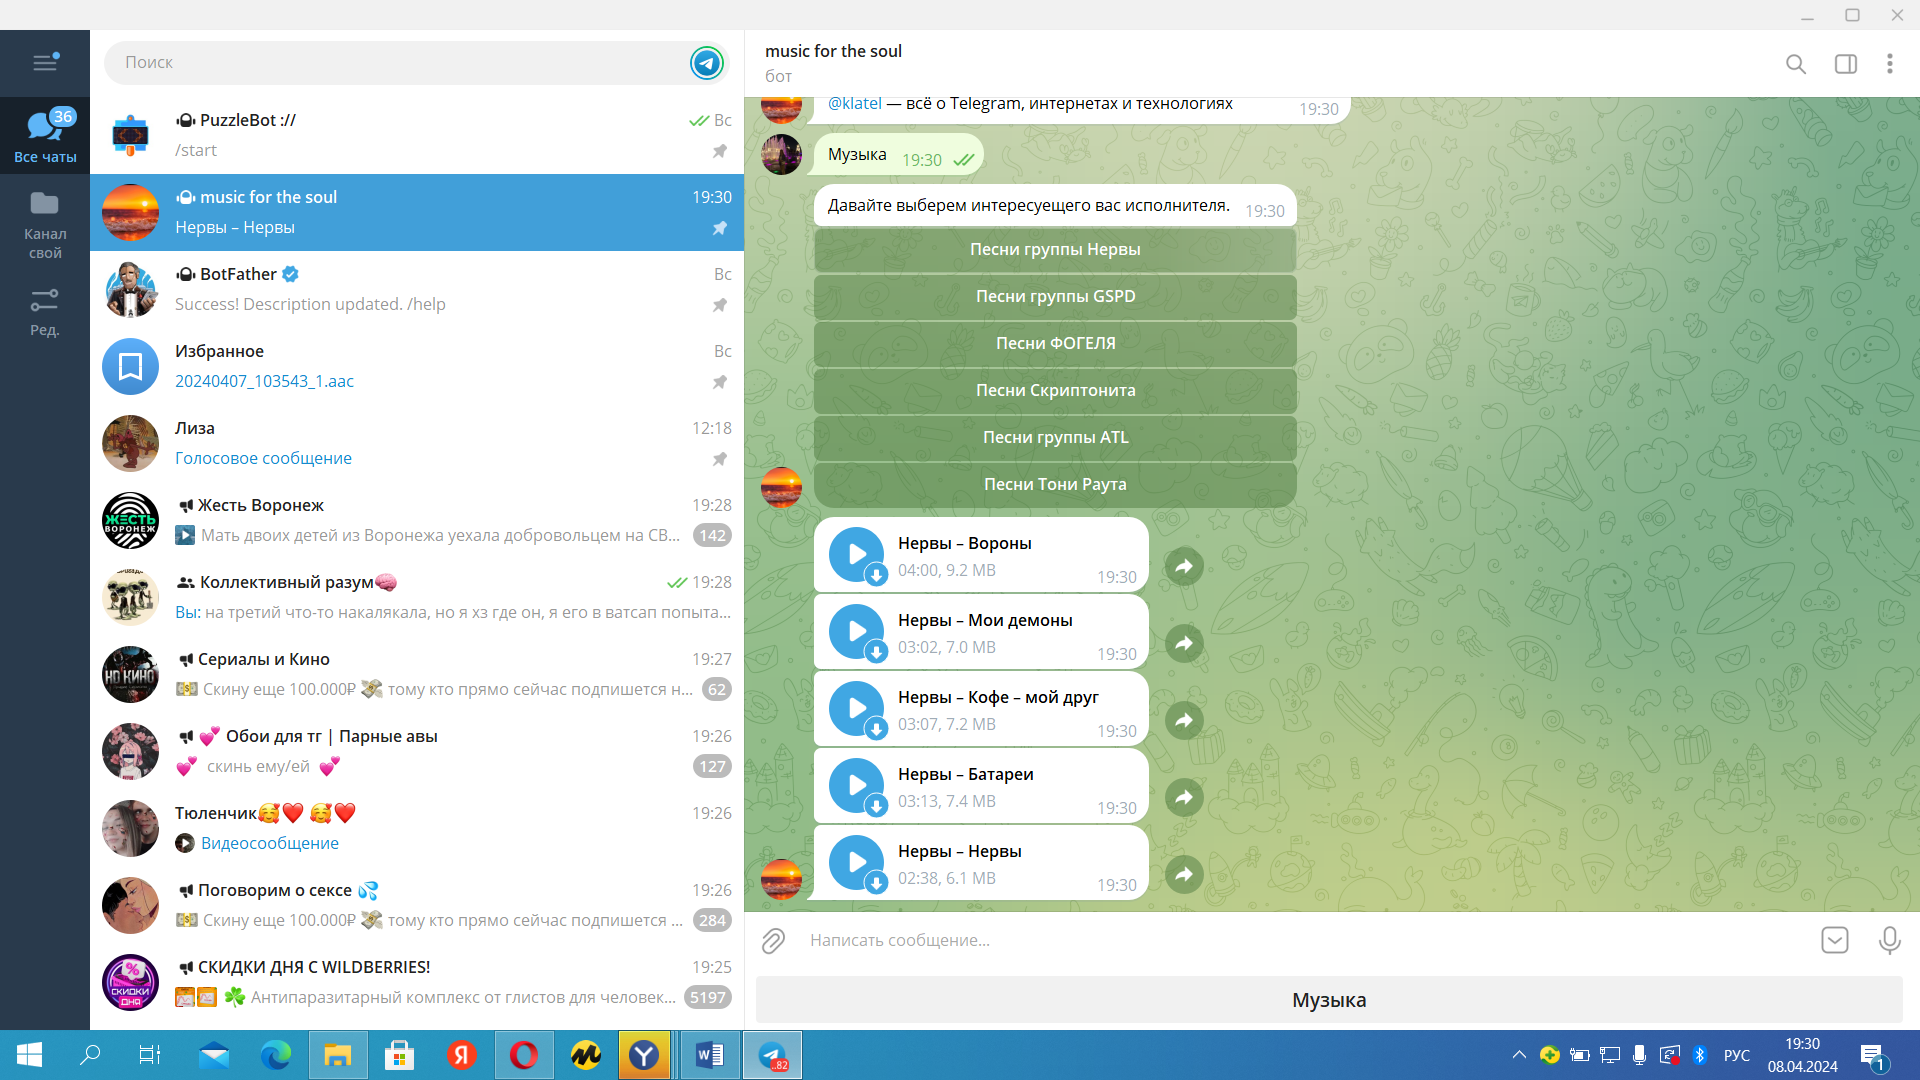 Поиск
36
Все чаты
Канал
свой
Ред.
PuzzleBot ://
Вс
/start
music for the soul
19:30
Нервы – Нервы
BotFather
Вс
Success! Description updated. /help
Избранное
Вс
20240407_103543_1.aac
Лиза
12:18
Голосовое сообщение
ЖЕСТЬ
ВОРОНЕЖ
Жесть Воронеж
19:28
Мать двоих детей из Воронежа уехала добровольцем на СВ...
142
Коллективный разум
19:28
Вы: на третий что-то накалякала, но я хз где он, я его в ватсап попыта...
HD КИНО
Сериалы и Кино
19:27
Скину еще 100.000₽ тому кто прямо сейчас подпишется н...
62
Обои для тг | Парные авы
19:26
скинь ему/ей
127
Тюленчик
19:26
Видеосообщение
Поговорим о сексе
19:26
Скину еще 100.000₽ тому кто прямо сейчас подпишется ...
284
СКИДКИ
ДНЯ
СКИДКИ ДНЯ С WILDBERRIES!
19:25
Антипаразитарный комплекс от глистов для человек...
5197
music for the soul
бот
@klatel — всё о Telegram, интернетах и технологиях
19:30
Музыка
19:30
Давайте выберем интересуещего вас исполнителя.
19:30
Песни группы Нервы
Песни группы GSPD
Песни ФОГЕЛЯ
Песни Скриптонита
Песни группы ATL
Песни Тони Раута
Нервы – Вороны
04:00, 9.2 MB
19:30
Нервы – Мои демоны
03:02, 7.0 MB
19:30
Нервы – Кофе – мой друг
03:07, 7.2 MB
19:30
Нервы – Батареи
03:13, 7.4 MB
19:30
Нервы – Нервы
02:38, 6.1 MB
19:30
Написать сообщение...
Музыка
Я
Y
W
..82
РУС
19:30
08.04.2024
1